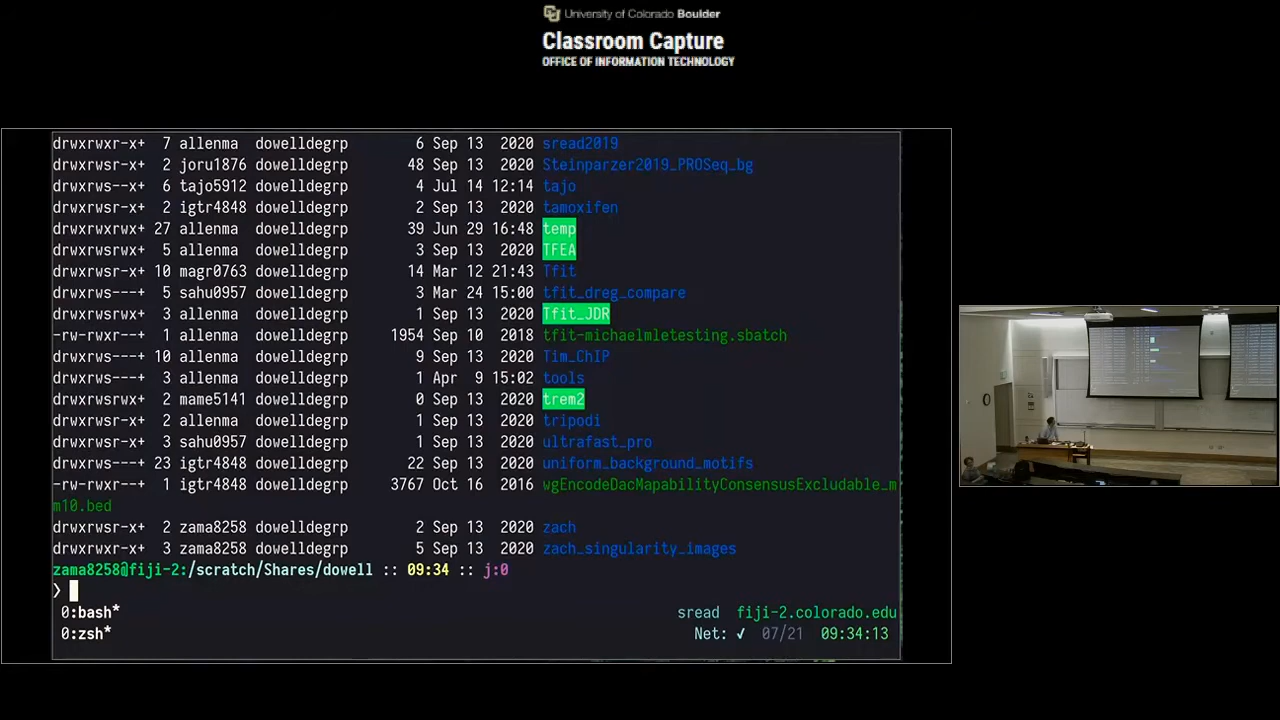 University of Colorado Boulder
Classroom Capture
OFFICE OF INFORMATION TECHNOLOGY
drwxrwxr-x+ 7 allenma dowelldegrp 6 Sep 13 2020 sread2019
drwxrwsr-x+ 2 joru1876 dowelldegrp 48 Sep 13 2020 Steinparzer2019_PROSeq_bg
drwxrws--x+ 6 tajo5912 dowelldegrp 4 Jul 14 12:14 tajo
drwxrwsr-x+ 2 igtr4848 dowelldegrp 2 Sep 13 2020 tamoxifen
drwxrwsrwx+ 27 allenma dowelldegrp 39 Jun 29 16:48 temp
drwxrwsrwx+ 5 allenma dowelldegrp 3 Sep 13 2020 TFEA
drwxrwsr-x+ 10 magr0763 dowelldegrp 14 Mar 12 21:43 Tfit
drwxrws---+ 5 sahu0957 dowelldegrp 3 Mar 24 15:00 tfit_dreg_compare
drwxrwsrwx+ 3 allenma dowelldegrp 1 Sep 13 2020 Tfit_JDR
-rw-rw----+ 1 allenma dowelldegrp 1954 Sep 10 2018 tfit-michaelmletesting.sbatch
drwxrws---+ 10 allenma dowelldegrp 9 Sep 13 2020 Tim_ChIP
drwxrws---+ 3 allenma dowelldegrp 1 Apr 9 15:02 tools
drwxrwsrwx+ 2 mame5141 dowelldegrp 0 Sep 13 2020 trem2
drwxrwsr-x+ 2 allenma dowelldegrp 1 Sep 13 2020 tripodi
drwxrwsr-x+ 3 sahu0957 dowelldegrp 1 Sep 13 2020 ultrafast_pro
drwxrws---+ 23 igtr4848 dowelldegrp 22 Sep 13 2020 uniform_background_motifs
-rw-rwxr--+ 1 igtr4848 dowelldegrp 3767 Oct 16 2016 wgEncodeDacMapabilityConsensusExcludable_m
m10.bed
drwxrwsr-x+ 2 zama8258 dowelldegrp 2 Sep 13 2020 zach
drwxrwsr-x+ 3 zama8258 dowelldegrp 5 Sep 13 2020 zach_singularity_images
zama8258@fiji-2:/scratch/Shares/dowell :: 09:34 :: j:0
❯
0:bash* sread fiji-2.colorado.edu
0:zsh* Net: ✓ 07/21 09:34:13